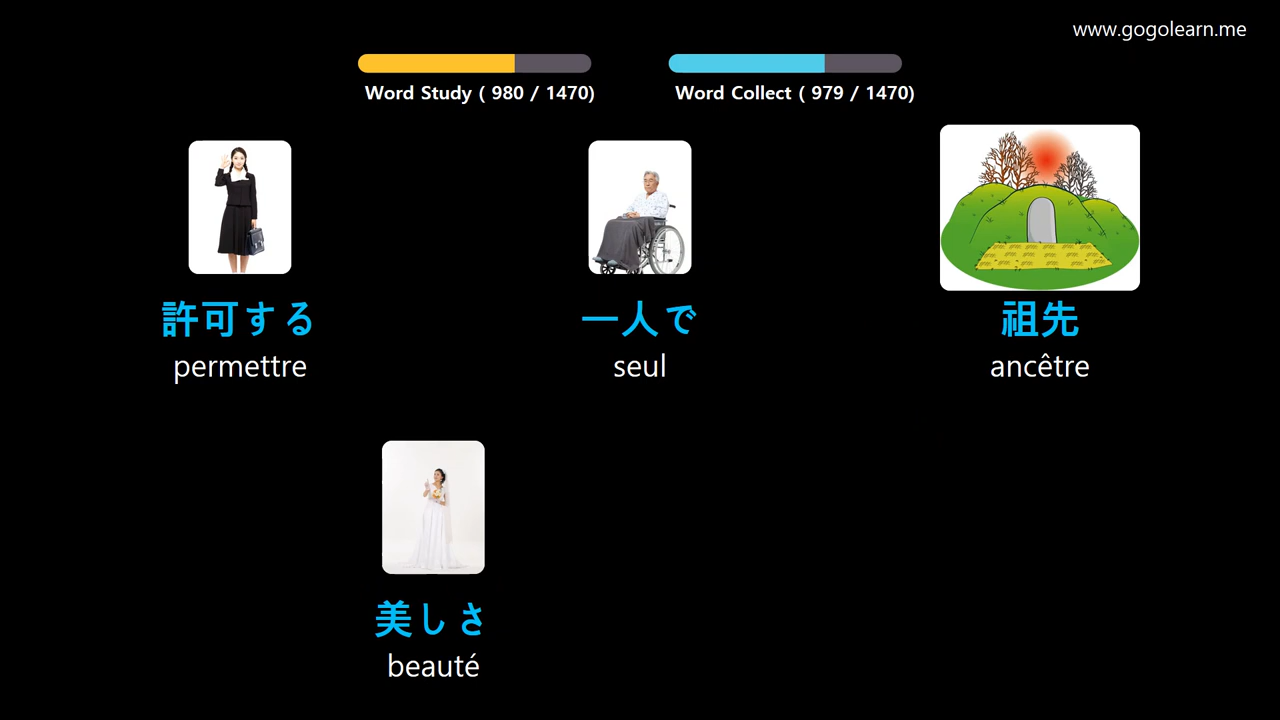 www.gogolearn.me
Word Study ( 980 / 1470)
Word Collect ( 979 / 1470)
許可する
permettre
一人で
seul
祖先
ancêtre
美しさ
beauté